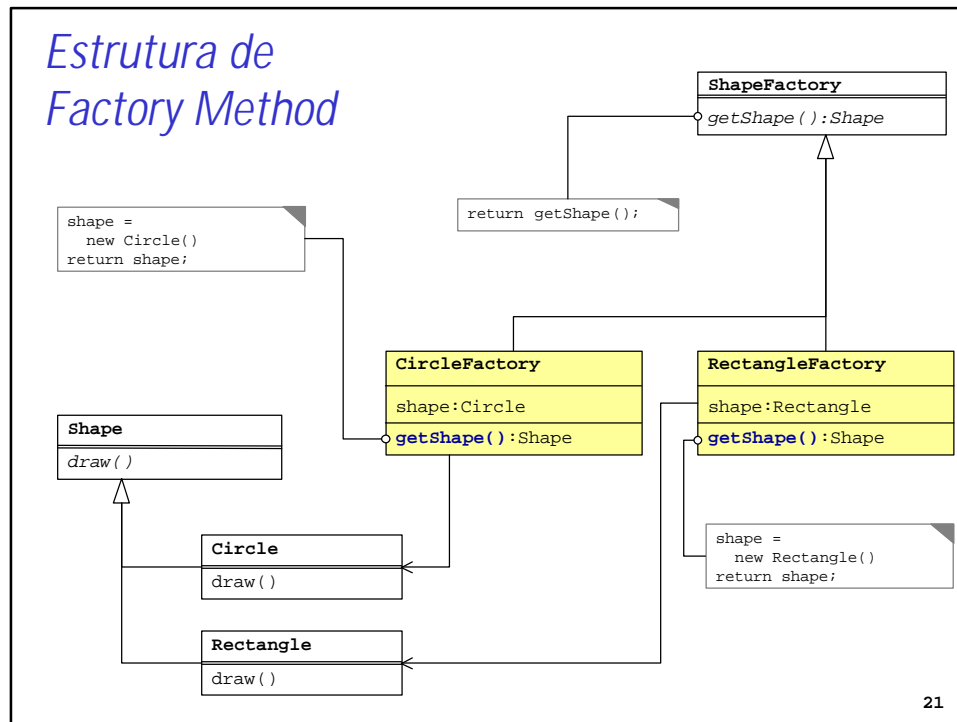 Estrutura de
Factory Method
ShapeFactory
getShape():Shape
return getShape();
shape =
new Circle()
return shape;
CircleFactory
shape:Circle
getShape():Shape
RectangleFactory
shape:Rectangle
getShape():Shape
Shape
draw()
Circle
draw()
shape =
new Rectangle()
return shape;
Rectangle
draw()
21